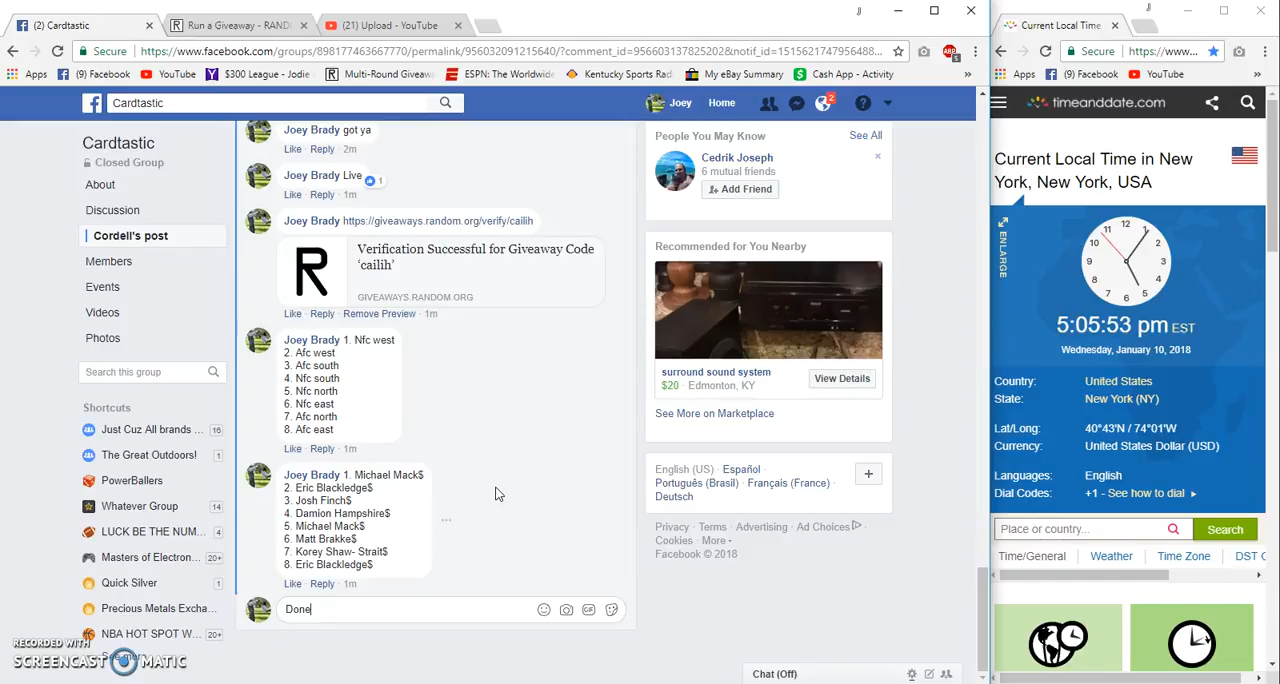 (2) Cardtastic
Run a Giveaway - RAND
(21) Upload - YouTube
Current Local Time in
Secure
https://www.facebook.com/groups/898177463667770/permalink/956032091215640/?comment_id=956603137825202&notif_id=1515621747956488...
Secure
https://www...
Apps
(9) Facebook
YouTube
$300 League - Jodie
Multi-Round Giveaw
ESPN: The Worldwide
Kentucky Sports Rad
My eBay Summary
Cash App - Activity
»
Apps
(9) Facebook
YouTube
»
Cardtastic
Joey
Home
2
timeanddate.com
Cardtastic
Closed Group
About
Discussion
Cordell's post
Members
Events
Videos
Photos
Search this group
Shortcuts
Just Cuz All brands ... 16
The Great Outdoors! 1
PowerBallers
Whatever Group 14
LUCK BE THE NUM... 4
Masters of Electron... 20+
Quick Silver 1
Precious Metals Excha...
NBA HOT SPOT W... 20+
RECORDED WITH
SCREENCAST MATIC
Joey Brady got ya
Like · Reply · 2m
Joey Brady Live
1
Like · Reply · 1m
Joey Brady https://giveaways.random.org/verify/cailih
R
Verification Successful for Giveaway Code
‘cailih’
GIVEAWAYS.RANDOM.ORG
Like · Reply · Remove Preview · 1m
Joey Brady 1. Nfc west
2. Afc west
3. Afc south
4. Nfc south
5. Nfc north
6. Nfc east
7. Afc north
8. Afc east
Like · Reply · 1m
Joey Brady 1. Michael Mack$
2. Eric Blackledge$
3. Josh Finch$
4. Damion Hampshire$
5. Michael Mack$
6. Matt Brakke$
7. Korey Shaw- Strait$
8. Eric Blackledge$
Like · Reply · 1m
Done
GIF
People You May Know
See All
Cedrik Joseph
6 mutual friends
Add Friend
Recommended for You Nearby
surround sound system
$20 · Edmonton, KY
View Details
See More on Marketplace
English (US) · Español ·
Português (Brasil) · Français (France) ·
Deutsch
Privacy · Terms · Advertising · Ad Choices
Cookies · More
Facebook © 2018
Chat (Off)
Current Local Time in New
York, New York, USA
ENLARGE
12
1
2
3
4
5
6
7
8
9
10
11
5:05:53 pm EST
Wednesday, January 10, 2018
Country: United States
State: New York (NY)
Lat/Long: 40°43'N / 74°01'W
Currency: United States Dollar (USD)
Languages: English
Dial Codes: +1 - See how to dial
Place or country...
Search
Time/General
Weather
Time Zone
DST C